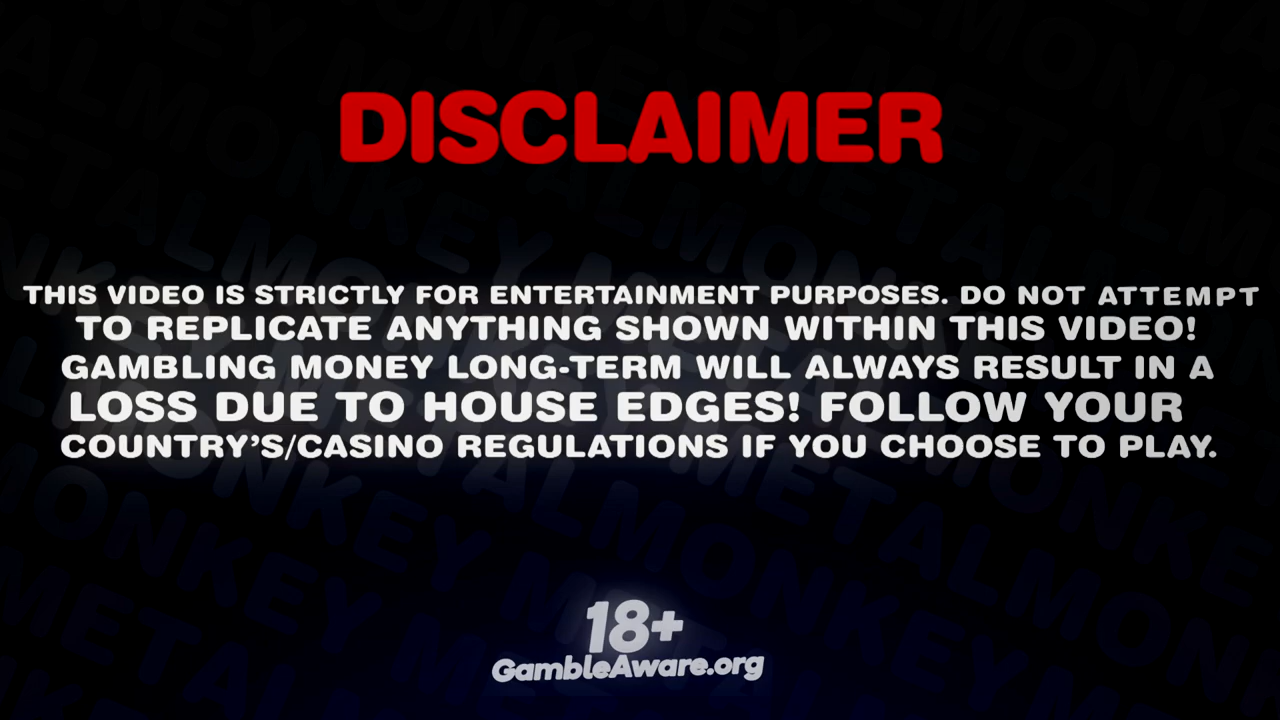 DISCLAIMER
THIS VIDEO IS STRICTLY FOR ENTERTAINMENT PURPOSES. DO NOT ATTEMPT
TO REPLICATE ANYTHING SHOWN WITHIN THIS VIDEO!
GAMBLING MONEY LONG-TERM WILL ALWAYS RESULT IN A
LOSS DUE TO HOUSE EDGES! FOLLOW YOUR
COUNTRY'S/CASINO REGULATIONS IF YOU CHOOSE TO PLAY.
18+
GambleAware.org